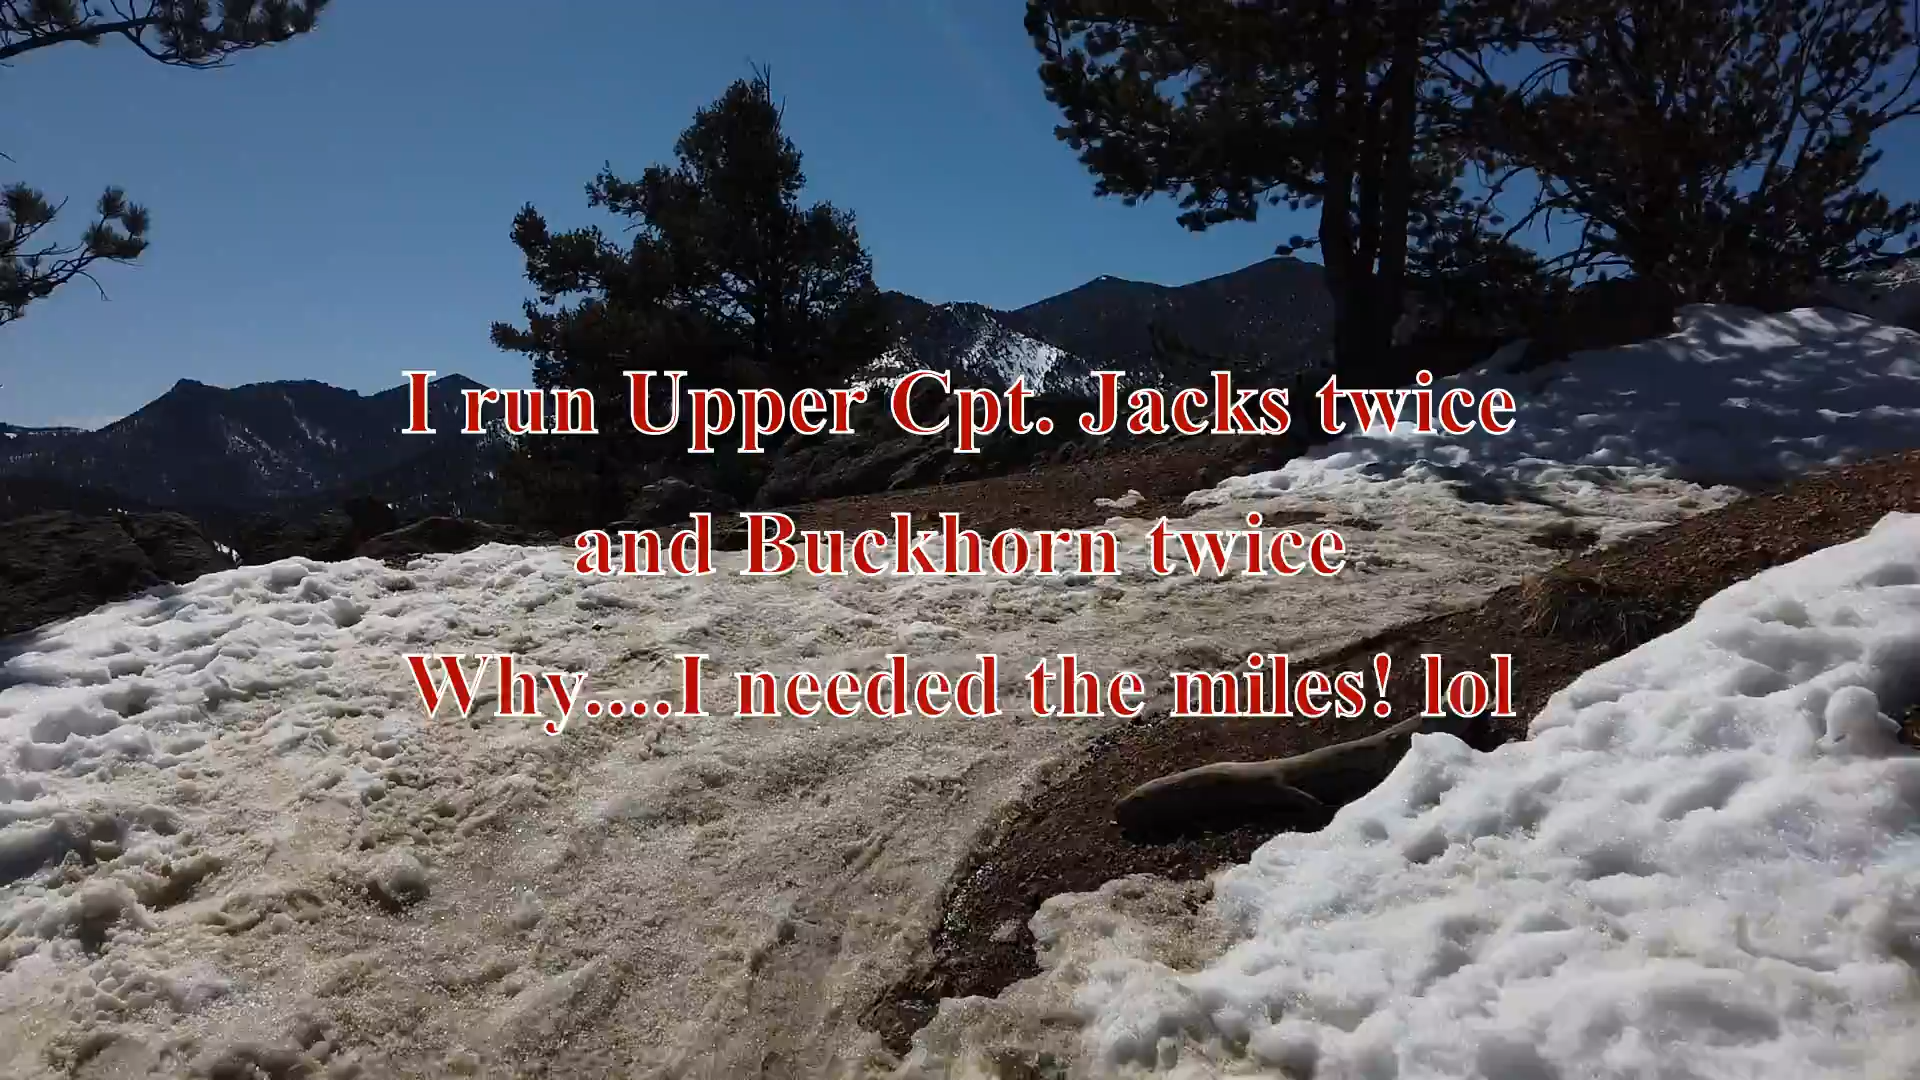 I run Upper Cpt. Jacks twice
and Buckhorn twice
Why....I needed the miles! lol